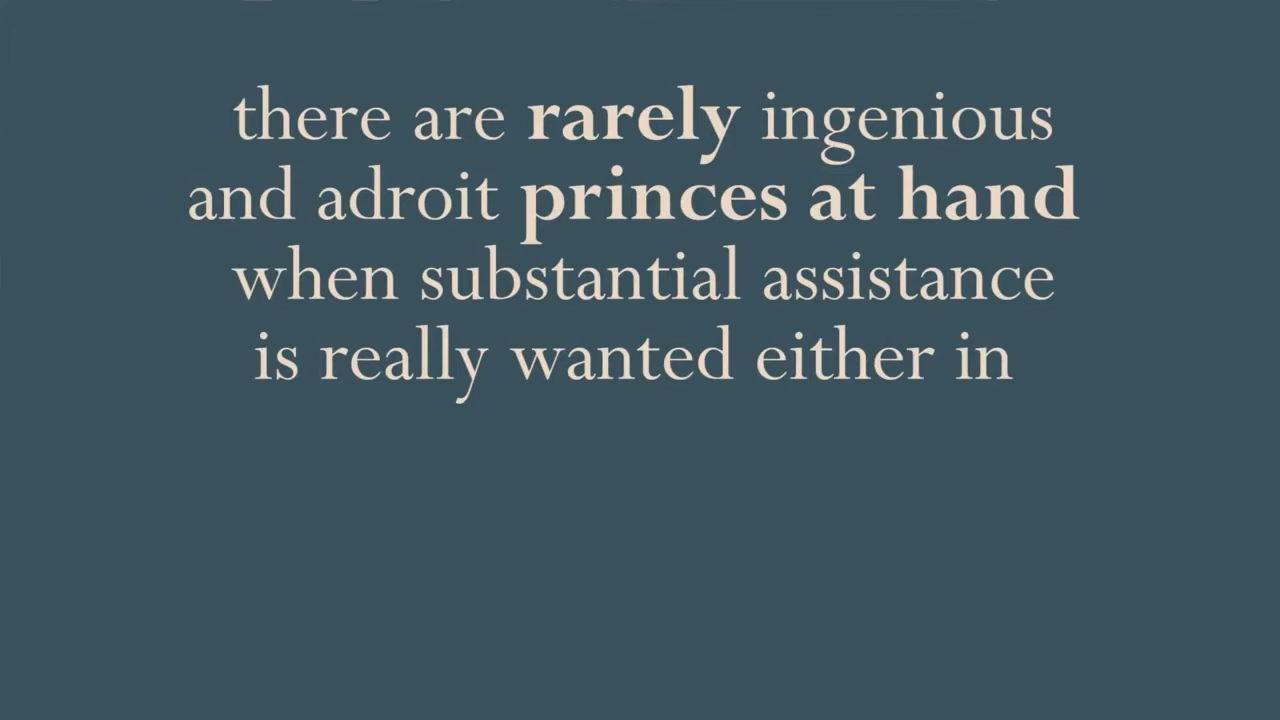 there are rarely ingenious
and adroit princes at hand
when substantial assistance
is really wanted either in